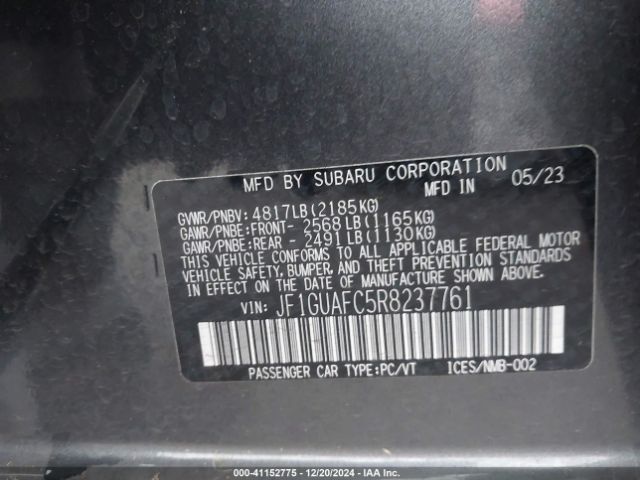 MFD BY SUBARU CORPORATION
MFD IN 05/23
GVWR/PNBV: 4817LB(2185KG)
GAWR/PNBE:FRONT- 2568LB(1165KG)
GAWR/PNBE:REAR - 2491LB(1130KG)
THIS VEHICLE CONFORMS TO ALL APPLICABLE FEDERAL MOTOR
VEHICLE SAFETY, BUMPER, AND THEFT PREVENTION STANDARDS
IN EFFECT ON THE DATE OF MANUFACTURE SHOWN ABOVE.
VIN: JF1GUAFC5R8237761
PASSENGER CAR TYPE:PC/VT ICES/NMB-002
000-41152775 - 12/20/2024 - IAA Inc.